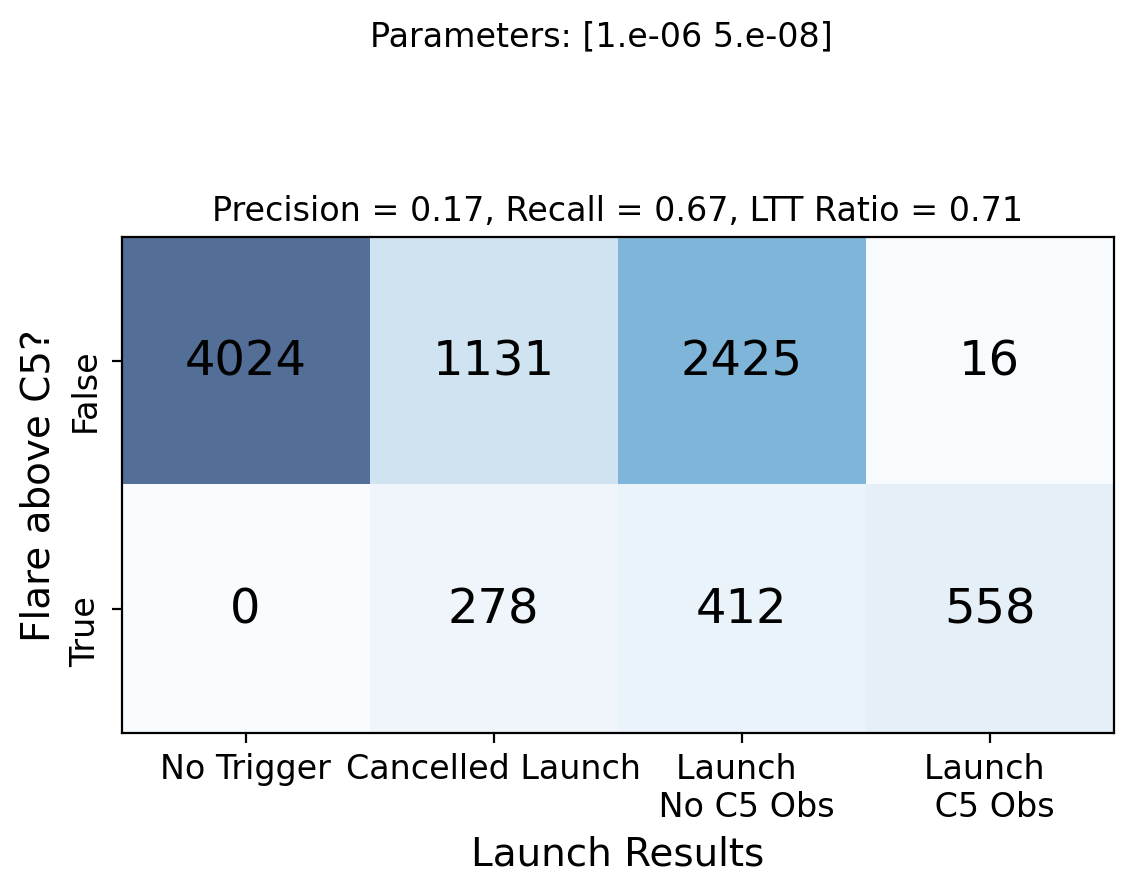 Parameters: [1.e-06 5.e-08]
Precision = 0.17, Recall = 0.67, LTT Ratio = 0.71
Flare above C5?
False
4024 1131 2425 16
True
0 278 412 558
No Trigger Cancelled Launch Launch Launch
No C5 Obs C5 Obs
Launch Results